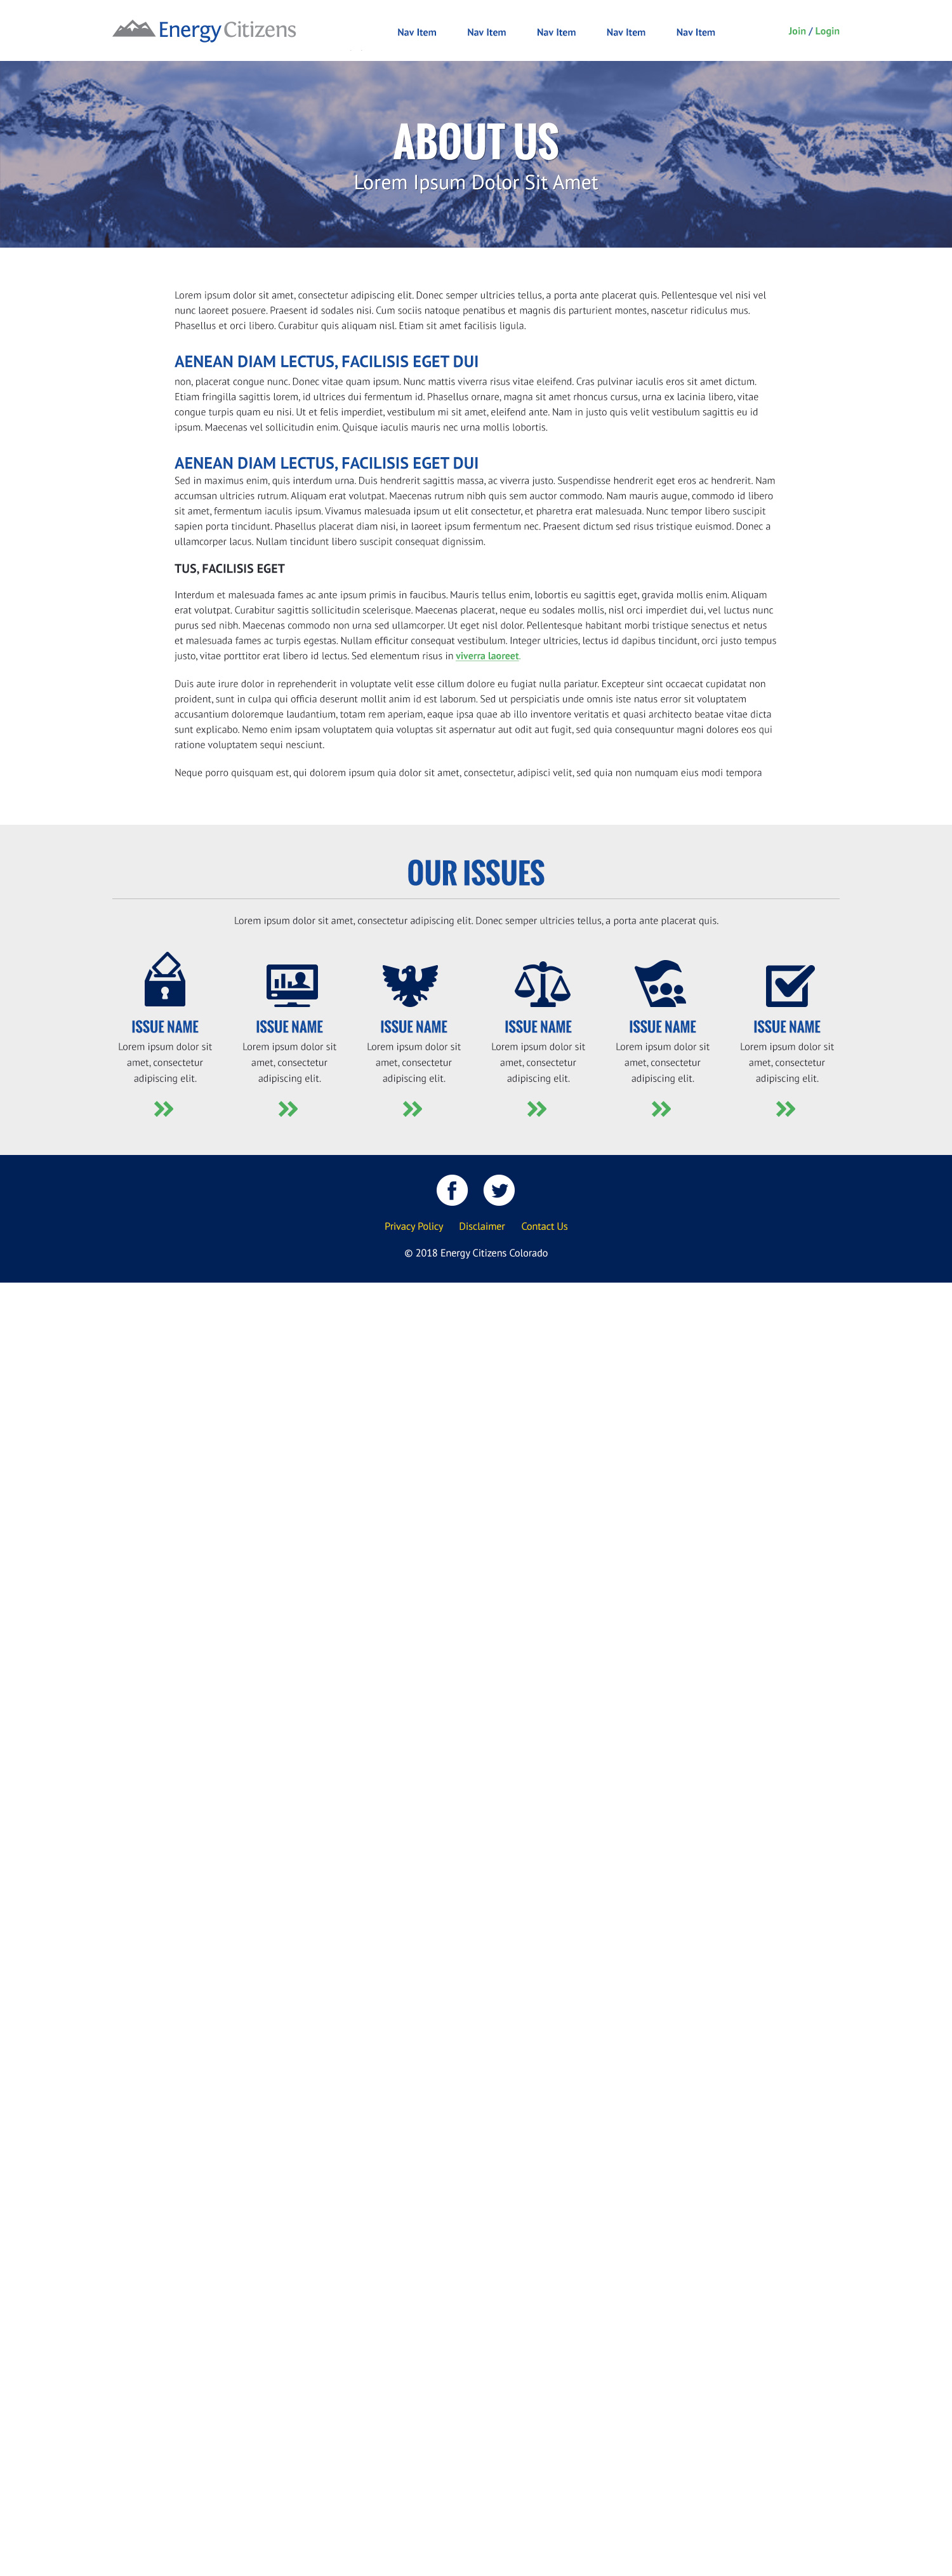 Energy Citizens
Nav Item Nav Item Nav Item Nav Item Nav Item
Join / Login
ABOUT US
Lorem Ipsum Dolor Sit Amet
Lorem ipsum dolor sit amet, consectetur adipiscing elit. Donec semper ultricies tellus, a porta ante placerat quis. Pellentesque vel nisi vel
nunc laoreet posuere. Praesent id sodales nisi. Cum sociis natoque penatibus et magnis dis parturient montes, nascetur ridiculus mus.
Phasellus et orci libero. Curabitur quis aliquam nisl. Etiam sit amet facilisis ligula.
AENEAN DIAM LECTUS, FACILISIS EGET DUI
non, placerat congue nunc. Donec vitae quam ipsum. Nunc mattis viverra risus vitae eleifend. Cras pulvinar iaculis eros sit amet dictum.
Etiam fringilla sagittis lorem, id ultrices dui fermentum id. Phasellus ornare, magna sit amet rhoncus cursus, urna ex lacinia libero, vitae
congue turpis quam eu nisi. Ut et felis imperdiet, vestibulum mi sit amet, eleifend ante. Nam in justo quis velit vestibulum sagittis eu id
ipsum. Maecenas vel sollicitudin enim. Quisque iaculis mauris nec urna mollis lobortis.
AENEAN DIAM LECTUS, FACILISIS EGET DUI
Sed in maximus enim, quis interdum urna. Duis hendrerit sagittis massa, ac viverra justo. Suspendisse hendrerit eget eros ac hendrerit. Nam
accumsan ultricies rutrum. Aliquam erat volutpat. Maecenas rutrum nibh quis sem auctor commodo. Nam mauris augue, commodo id libero
sit amet, fermentum iaculis ipsum. Vivamus malesuada ipsum ut elit consectetur, et pharetra erat malesuada. Nunc tempor libero suscipit
sapien porta tincidunt. Phasellus placerat diam nisi, in laoreet ipsum fermentum nec. Praesent dictum sed risus tristique euismod. Donec a
ullamcorper lacus. Nullam tincidunt libero suscipit consequat dignissim.
TUS, FACILISIS EGET
Interdum et malesuada fames ac ante ipsum primis in faucibus. Mauris tellus enim, lobortis eu sagittis eget, gravida mollis enim. Aliquam
erat volutpat. Curabitur sagittis sollicitudin scelerisque. Maecenas placerat, neque eu sodales mollis, nisl orci imperdiet dui, vel luctus nunc
purus sed nibh. Maecenas commodo non urna sed ullamcorper. Ut eget nisl dolor. Pellentesque habitant morbi tristique senectus et netus
et malesuada fames ac turpis egestas. Nullam efficitur consequat vestibulum. Integer ultricies, lectus id dapibus tincidunt, orci justo tempus
justo, vitae porttitor erat libero id lectus. Sed elementum risus in viverra laoreet.
Duis aute irure dolor in reprehenderit in voluptate velit esse cillum dolore eu fugiat nulla pariatur. Excepteur sint occaecat cupidatat non
proident, sunt in culpa qui officia deserunt mollit anim id est laborum. Sed ut perspiciatis unde omnis iste natus error sit voluptatem
accusantium doloremque laudantium, totam rem aperiam, eaque ipsa quae ab illo inventore veritatis et quasi architecto beatae vitae dicta
sunt explicabo. Nemo enim ipsam voluptatem quia voluptas sit aspernatur aut odit aut fugit, sed quia consequuntur magni dolores eos qui
ratione voluptatem sequi nesciunt.
Neque porro quisquam est, qui dolorem ipsum quia dolor sit amet, consectetur, adipisci velit, sed quia non numquam eius modi tempora
OUR ISSUES
Lorem ipsum dolor sit amet, consectetur adipiscing elit. Donec semper ultricies tellus, a porta ante placerat quis.
ISSUE NAME
Lorem ipsum dolor sit
amet, consectetur
adipiscing elit.
ISSUE NAME
Lorem ipsum dolor sit
amet, consectetur
adipiscing elit.
ISSUE NAME
Lorem ipsum dolor sit
amet, consectetur
adipiscing elit.
ISSUE NAME
Lorem ipsum dolor sit
amet, consectetur
adipiscing elit.
ISSUE NAME
Lorem ipsum dolor sit
amet, consectetur
adipiscing elit.
ISSUE NAME
Lorem ipsum dolor sit
amet, consectetur
adipiscing elit.
Privacy Policy Disclaimer Contact Us
© 2018 Energy Citizens Colorado